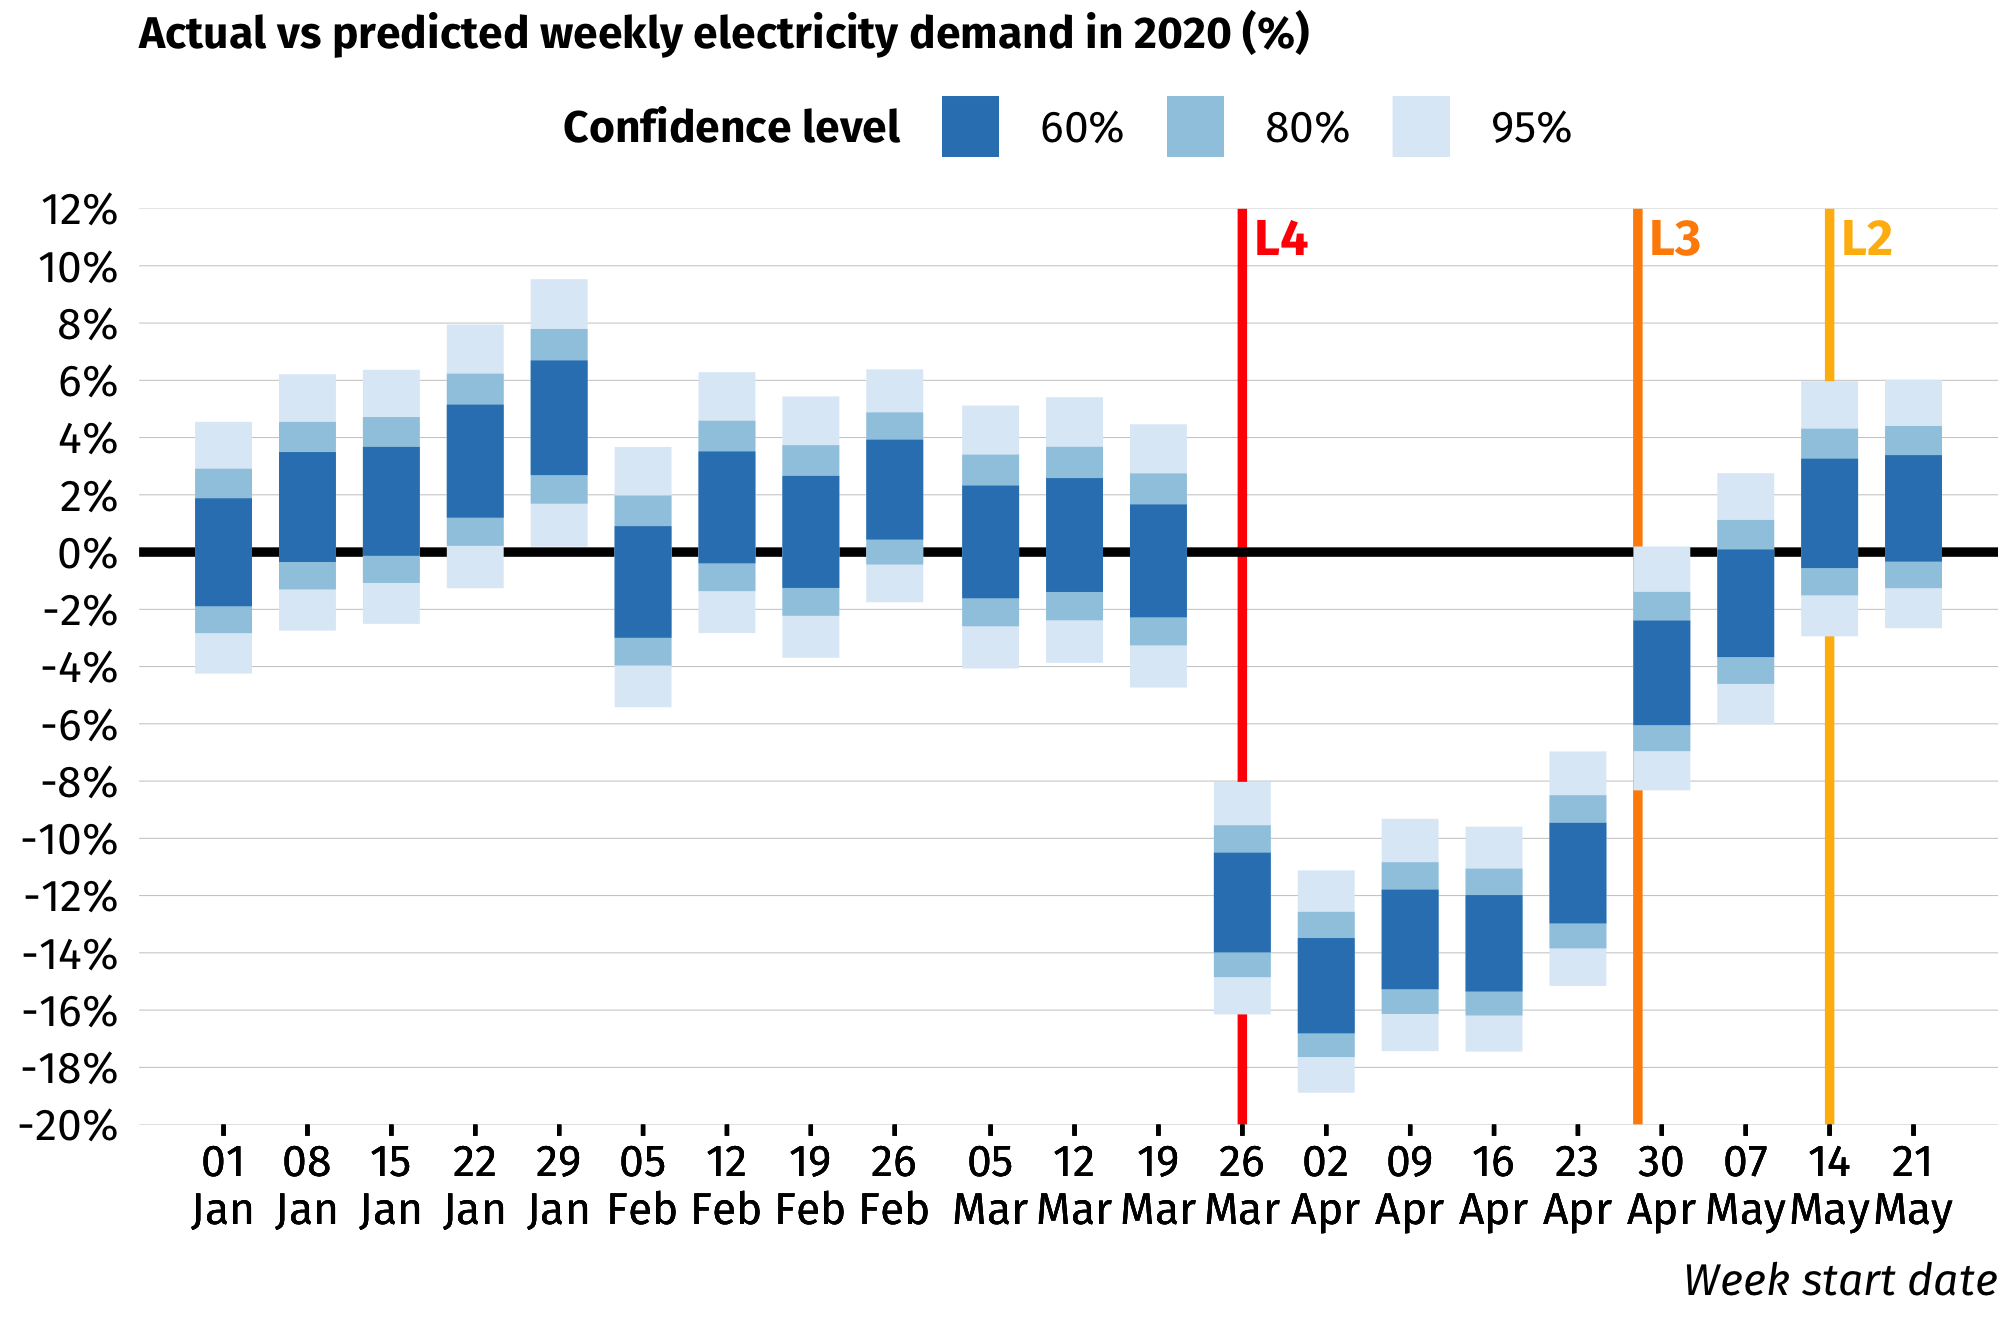 Actual vs predicted weekly electricity demand in 2020 (%)
Confidence level 60% 80% 95%
12%
10%
8%
6%
4%
2%
0%
-2%
-4%
-6%
-8%
-10%
-12%
-14%
-16%
-18%
-20%
L4 L3 L2
01 08 15 22 29 05 12 19 26 05 12 19 26 02 09 16 23 30 07 14 21
Jan Jan Jan Jan Jan Feb Feb Feb Feb Mar Mar Mar Mar Apr Apr Apr Apr Apr May May May
Week start date